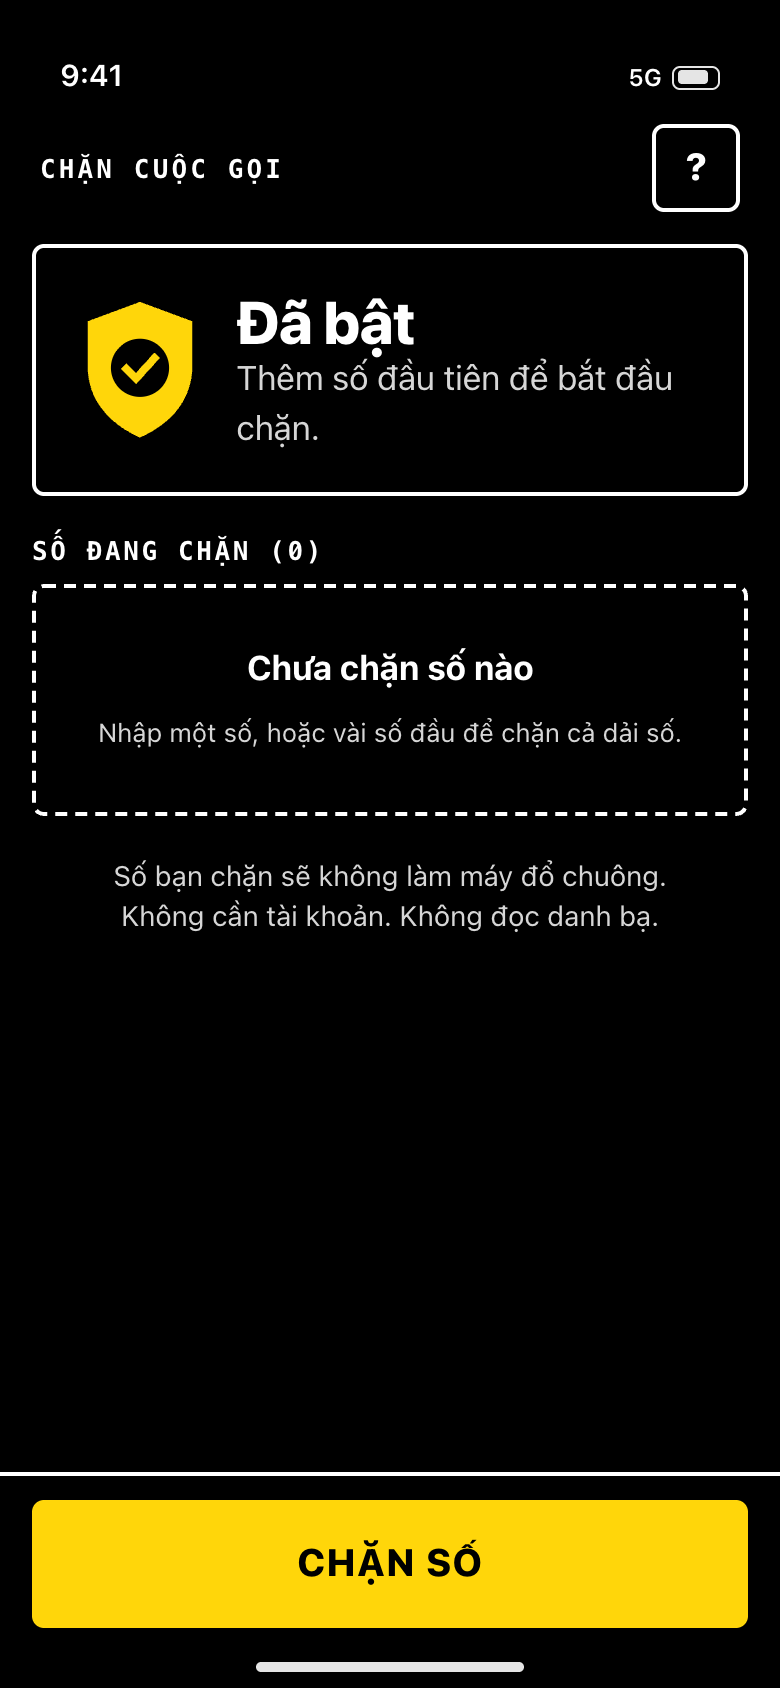 9:41
5G
CHẶN CUỘC GỌI
?
Đã bật
Thêm số đầu tiên để bắt đầu
chặn.
SỐ ĐANG CHẶN (0)
Chưa chặn số nào
Nhập một số, hoặc vài số đầu để chặn cả dải số.
Số bạn chặn sẽ không làm máy đổ chuông.
Không cần tài khoản. Không đọc danh bạ.
CHẶN SỐ